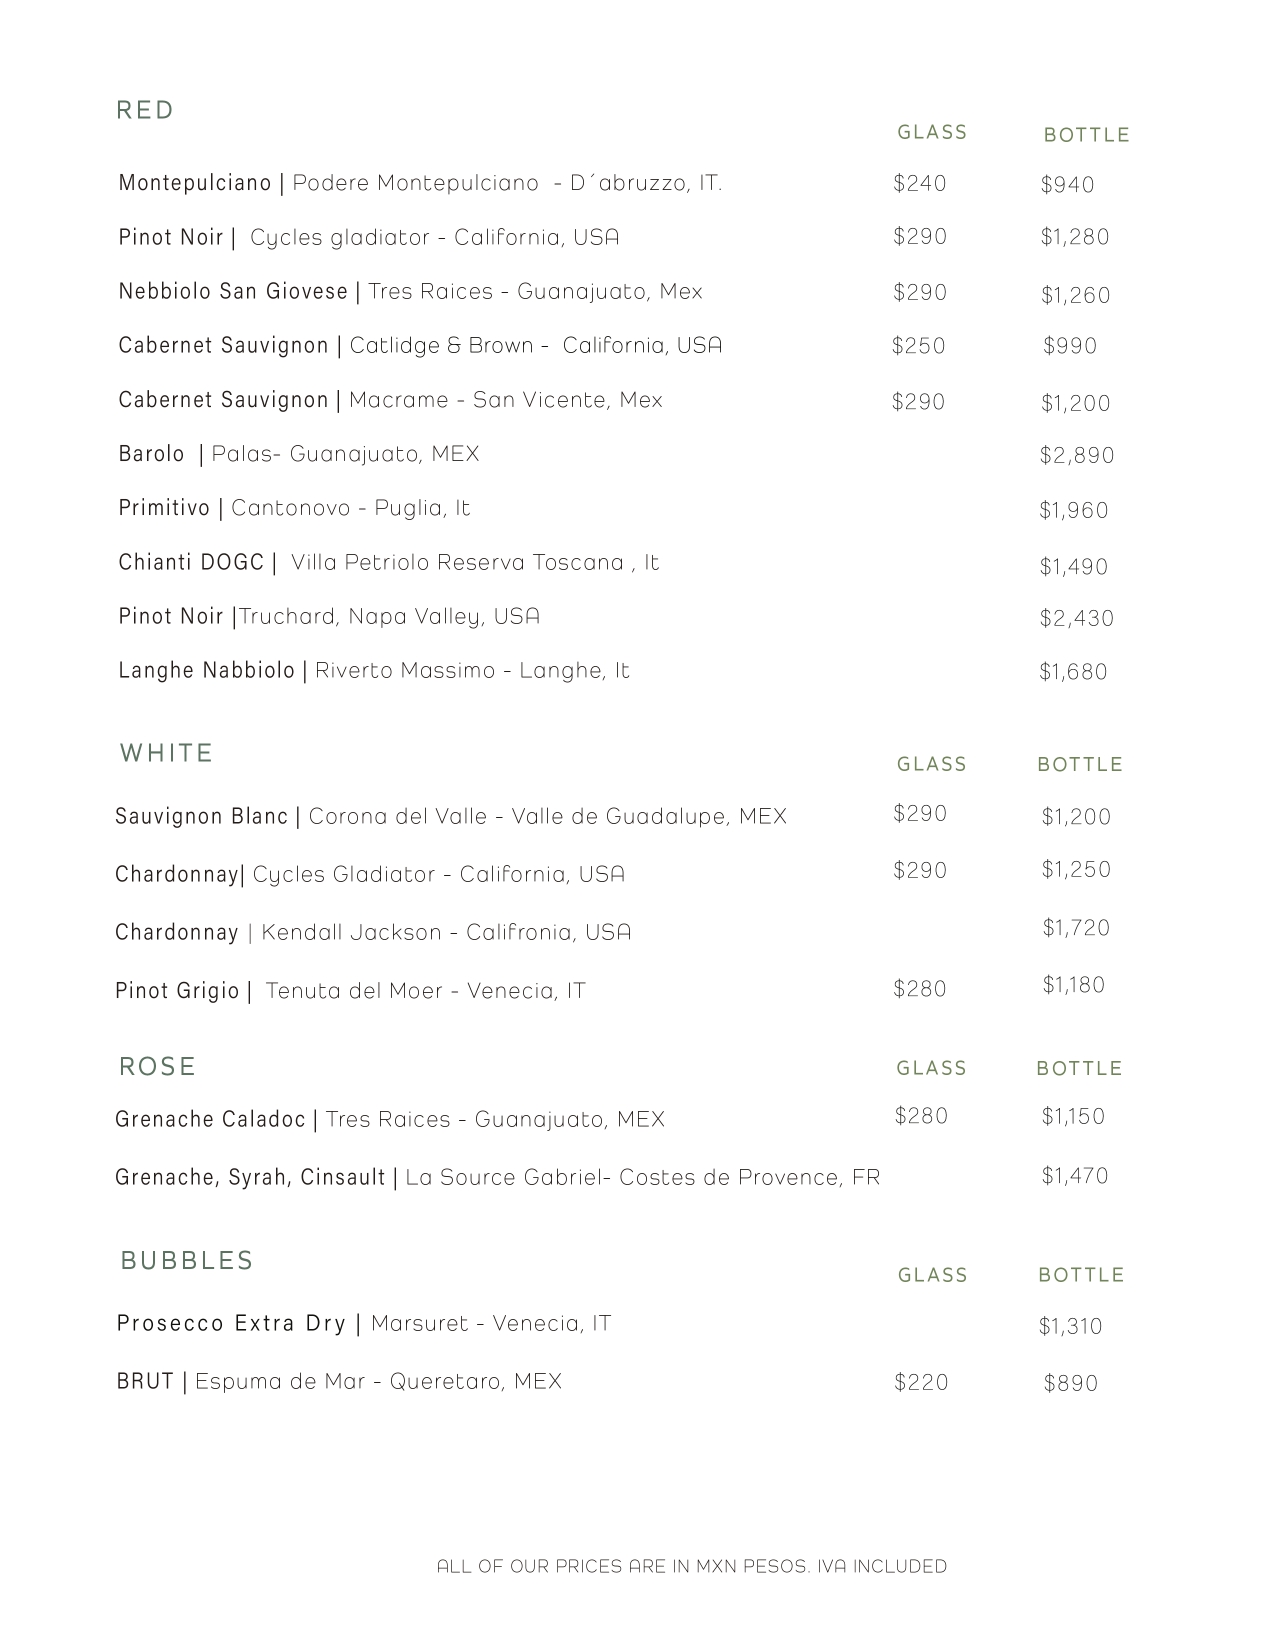 RED
GLASS BOTTLE
Montepulciano | Podere Montepulciano - D´abruzzo, IT. $240 $940
Pinot Noir | Cycles gladiator - California, USA $290 $1,280
Nebbiolo San Giovese | Tres Raices - Guanajuato, Mex $290 $1,260
Cabernet Sauvignon | Catlidge & Brown - California, USA $250 $990
Cabernet Sauvignon | Macrame - San Vicente, Mex $290 $1,200
Barolo | Palas- Guanajuato, MEX $2,890
Primitivo | Cantonovo - Puglia, It $1,960
Chianti DOGC | Villa Petriolo Reserva Toscana , It $1,490
Pinot Noir |Truchard, Napa Valley, USA $2,430
Langhe Nabbiolo | Riverto Massimo - Langhe, It $1,680
WHITE
GLASS BOTTLE
Sauvignon Blanc | Corona del Valle - Valle de Guadalupe, MEX $290 $1,200
Chardonnay| Cycles Gladiator - California, USA $290 $1,250
Chardonnay | Kendall Jackson - Califronia, USA $1,720
Pinot Grigio | Tenuta del Moer - Venecia, IT $280 $1,180
ROSE GLASS BOTTLE
Grenache Caladoc | Tres Raices - Guanajuato, MEX $280 $1,150
Grenache, Syrah, Cinsault | La Source Gabriel- Costes de Provence, FR $1,470
BUBBLES
GLASS BOTTLE
Prosecco Extra Dry | Marsuret - Venecia, IT $1,310
BRUT | Espuma de Mar - Queretaro, MEX $220 $890
ALL OF OUR PRICES ARE IN MXN PESOS. IVA INCLUDED